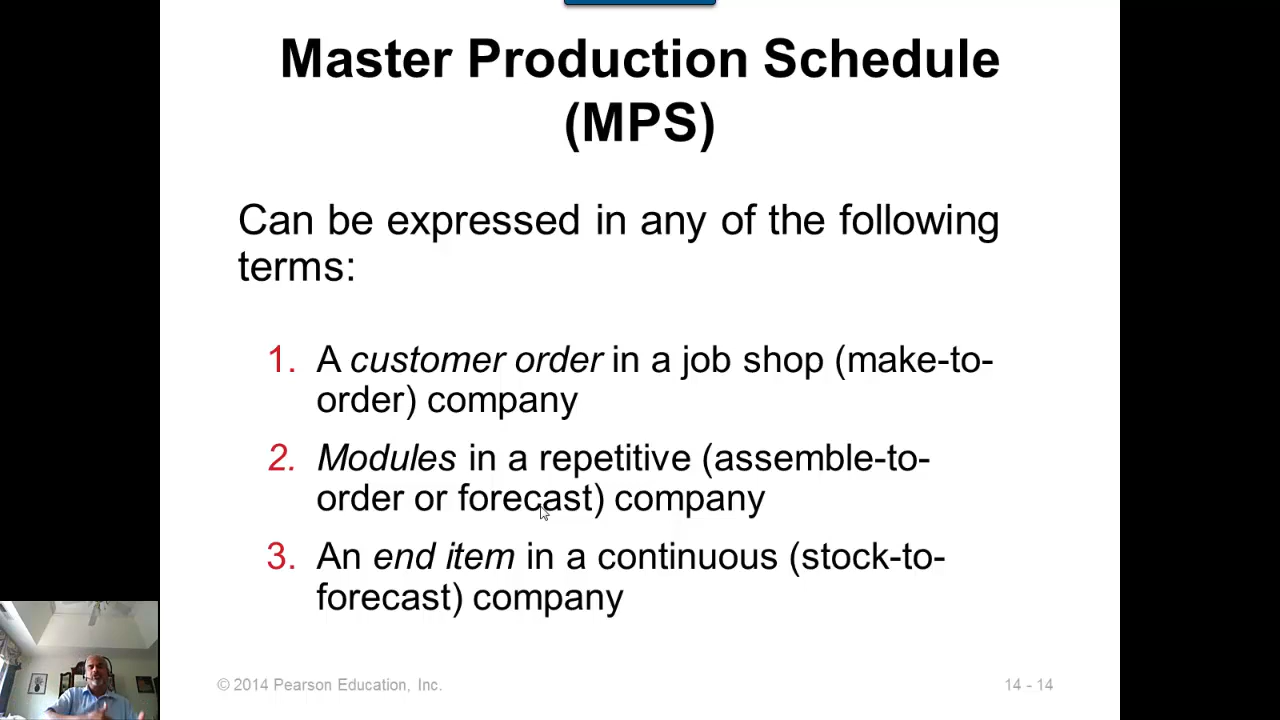 Master Production Schedule
(MPS)
Can be expressed in any of the following
terms:
1. A customer order in a job shop (make-to-
order) company
2. Modules in a repetitive (assemble-to-
order or forecast) company
3. An end item in a continuous (stock-to-
forecast) company
© 2014 Pearson Education, Inc.
14 - 14